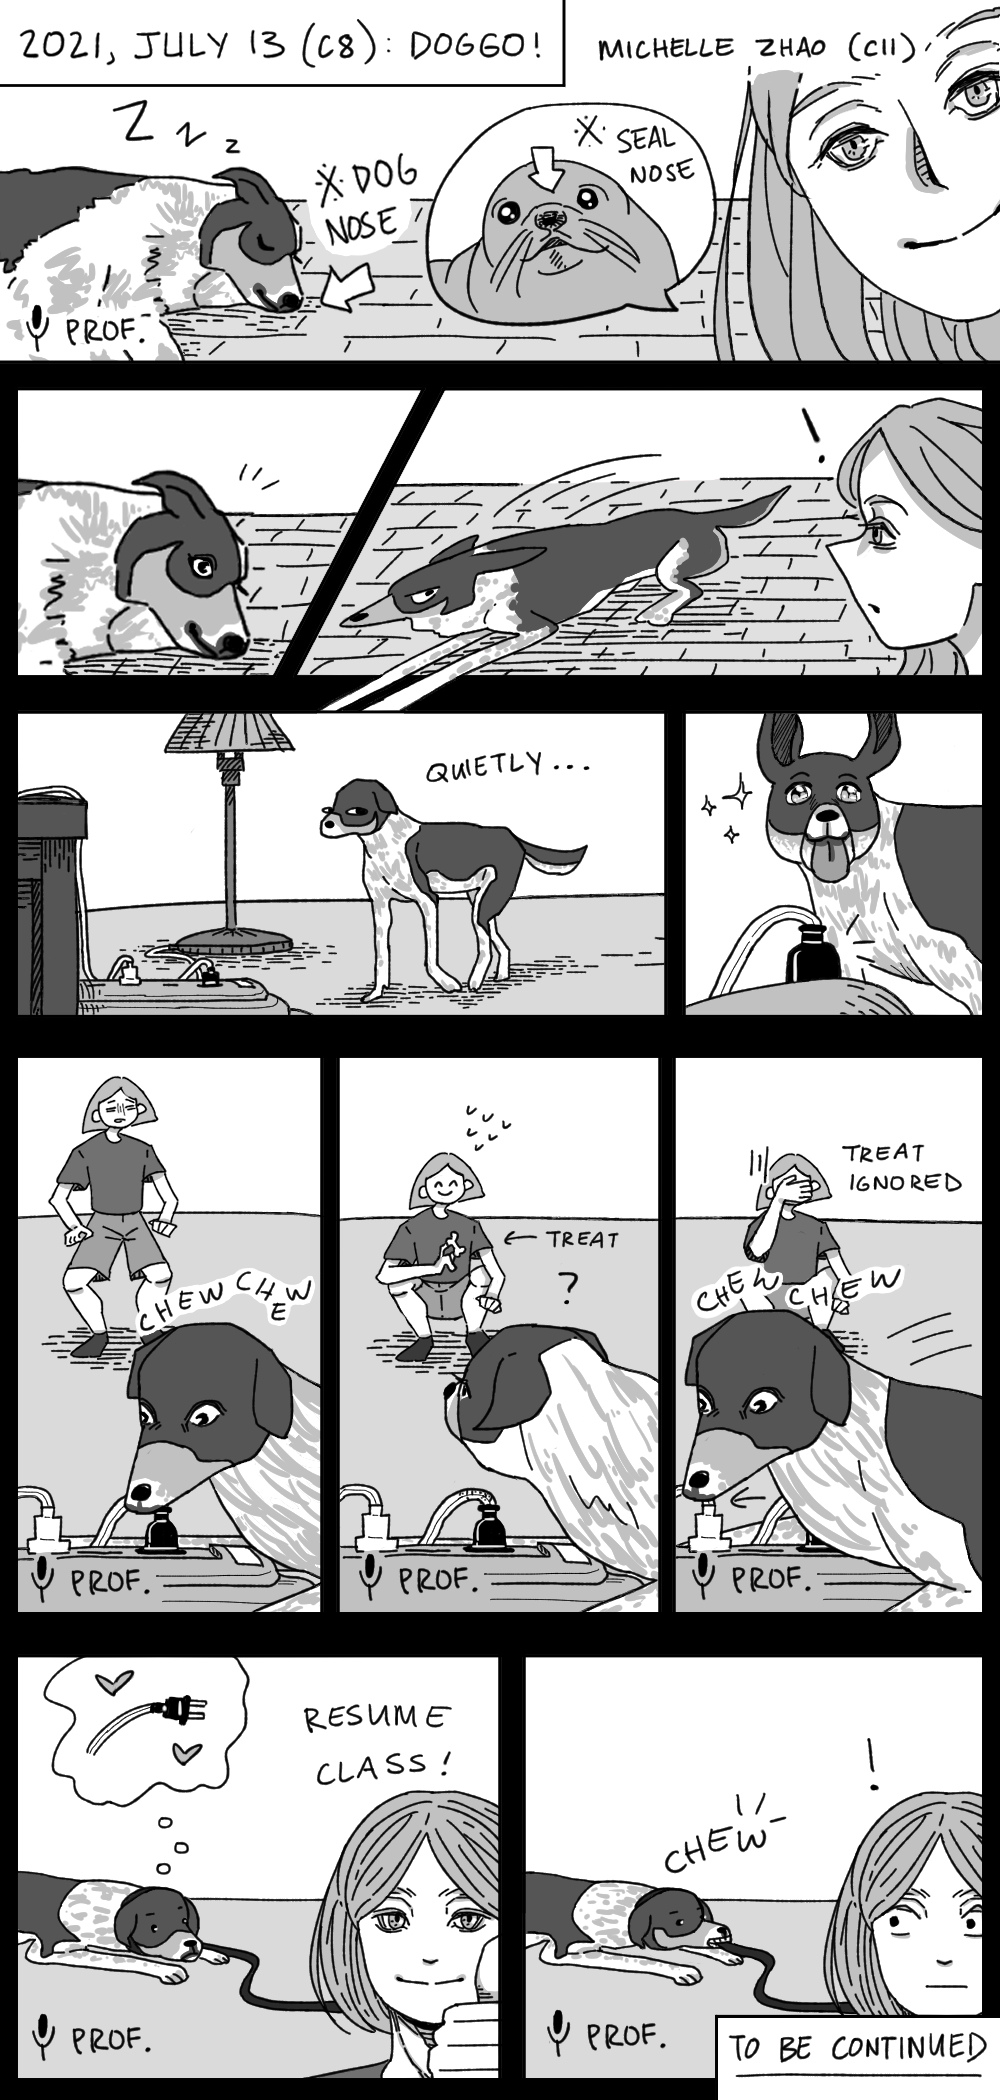 2021, JULY 13 (C8): DOGGO!
MICHELLE ZHAO (C11)
Z z z
※ DOG
NOSE
※ SEAL
NOSE
PROF.
!
QUIETLY...
CHEW CHEW
PROF.
← TREAT
?
PROF.
TREAT
IGNORED
CHEW CHEW
PROF.
RESUME
CLASS!
PROF.
!
CHEW
PROF.
TO BE CONTINUED